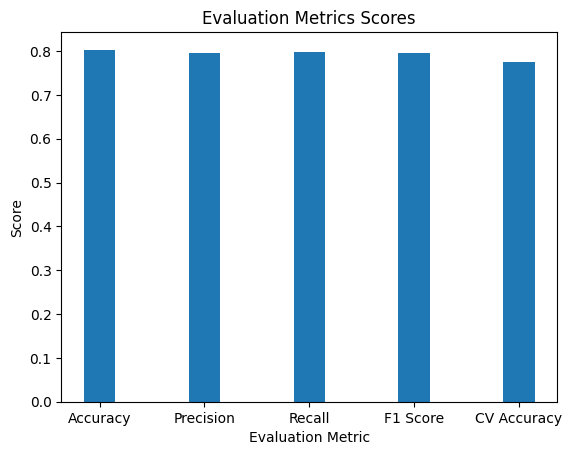 Evaluation Metrics Scores
Score
0.8
0.7
0.6
0.5
0.4
0.3
0.2
0.1
0.0
Accuracy Precision Recall F1 Score CV Accuracy
Evaluation Metric